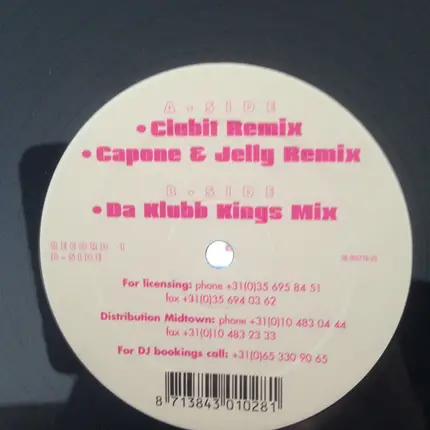 A-SIDE
•Clubit Remix
•Capone & Jelly Remix
B-SIDE
•Da Klubb Kings Mix
For licensing: phone +31(0)35 695 84 51
fax +31(0)35 694 03 62
Distribution Midtown: phone +31(0)10 483 04 44
fax +31(0)10 483 23 33
For DJ bookings call: +31(0)65 330 90 65
8 713843 010281